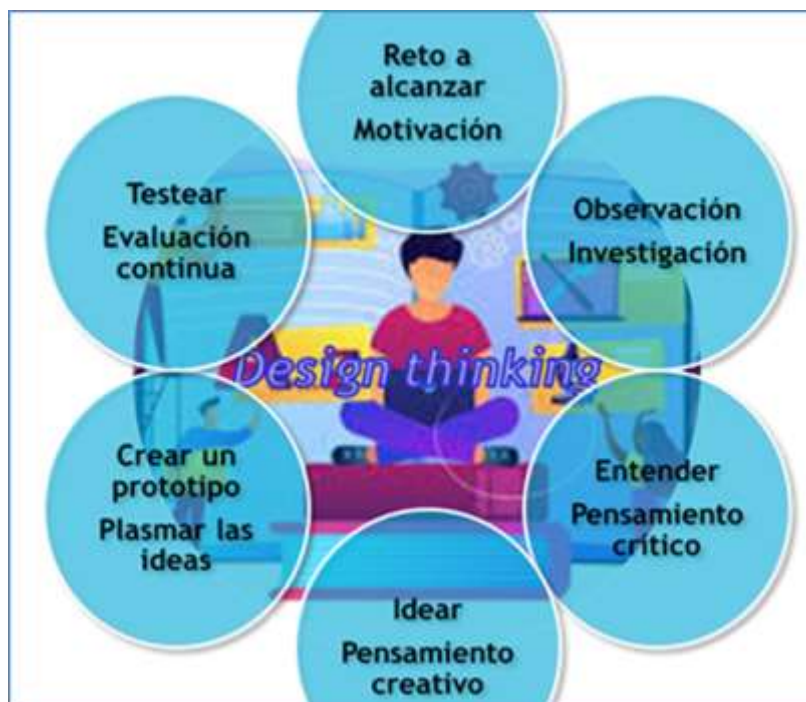 Reto a
alcanzar
Motivación
Observación
Investigación
Entender
Pensamiento
crítico
Idear
Pensamiento
creativo
Crear un
prototipo
Plasmar las
ideas
Testear
Evaluación
continua
Design thinking